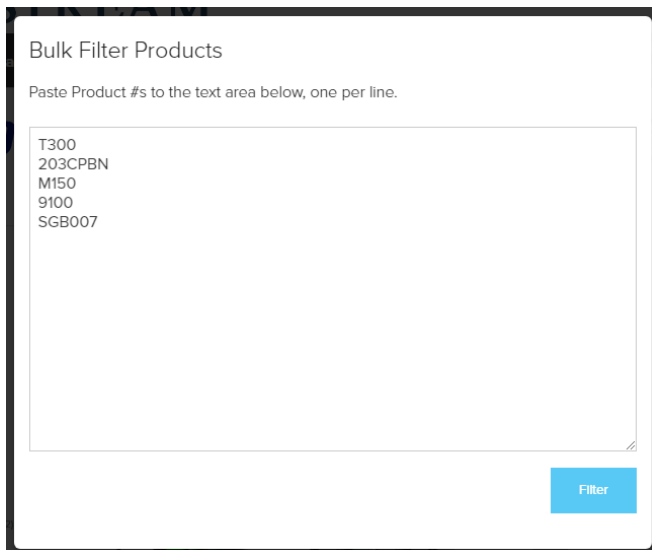 Bulk Filter Products
Paste Product #s to the text area below, one per line.
T300
203CPBN
M150
9100
SGB007
Filter